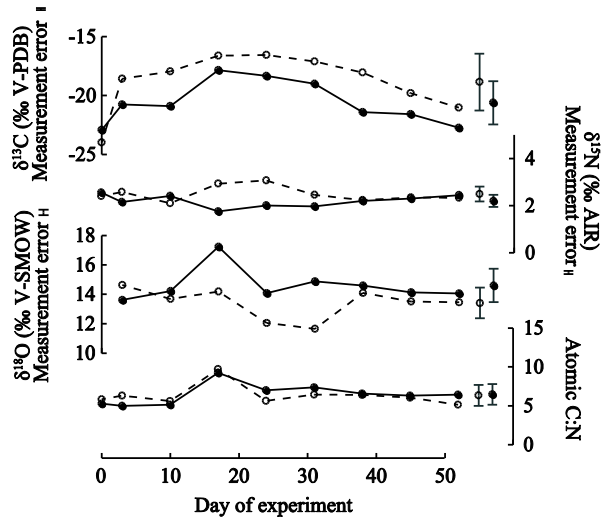 δ¹³C (‰ V-PDB)
Measurement error
-15
-20
-25
δ¹⁵N (‰ AIR)
Measurement error
4
2
0
δ¹⁸O (‰ V-SMOW)
Measurement error
18
16
14
12
10
Atomic C:N
15
10
5
0
0 10 20 30 40 50
Day of experiment